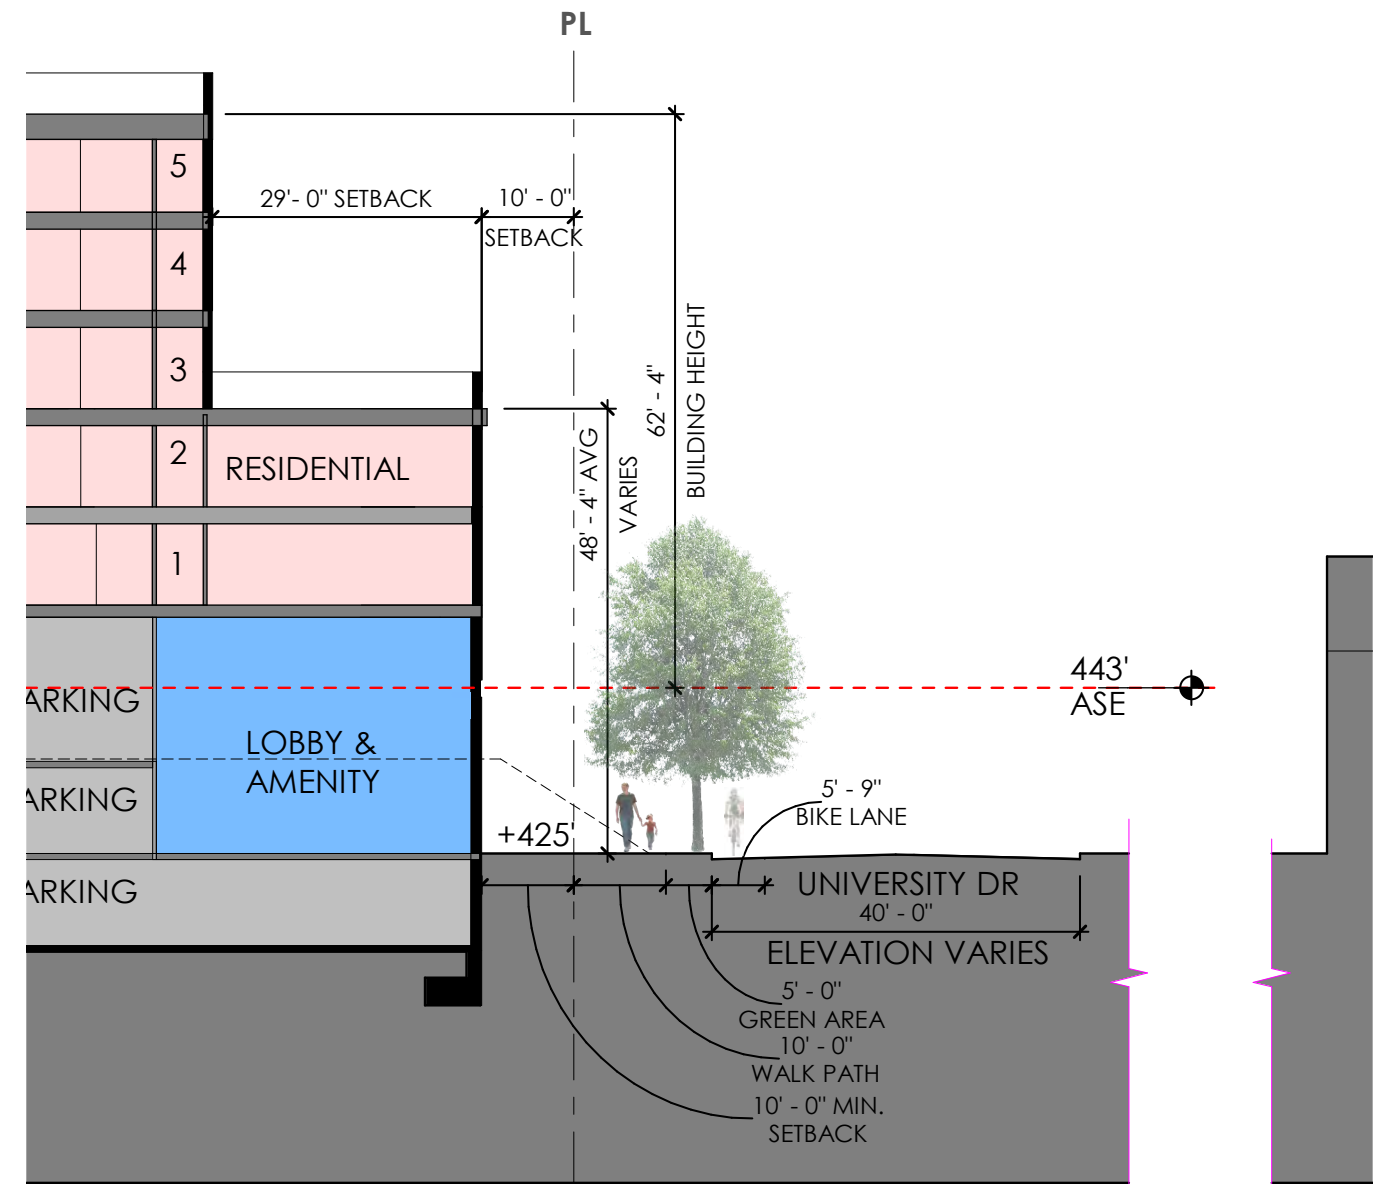 PL
5
29'- 0" SETBACK
10' - 0"
SETBACK
4
3
62' - 4"
BUILDING HEIGHT
2
RESIDENTIAL
48' - 4" AVG
VARIES
1
443'
ASE
ARKING
LOBBY &
AMENITY
ARKING
5' - 9"
BIKE LANE
+425'
ARKING
UNIVERSITY DR
40' - 0"
ELEVATION VARIES
5' - 0"
GREEN AREA
10' - 0"
WALK PATH
10' - 0" MIN.
SETBACK